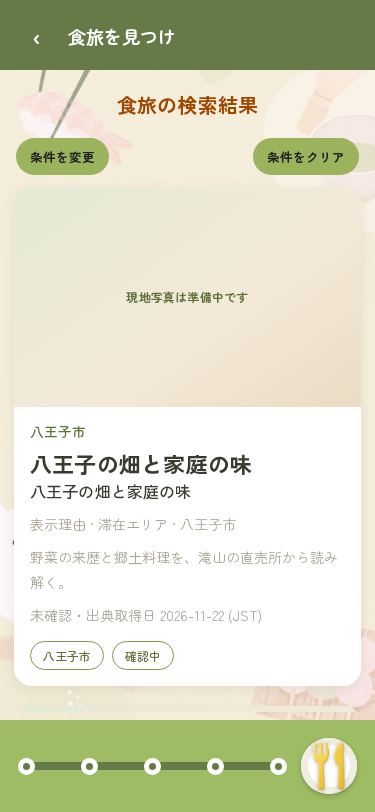 ‹ 食旅を見つけ
食旅の検索結果
条件を変更
条件をクリア
現地写真は準備中です
八王子市
八王子の畑と家庭の味
八王子の畑と家庭の味
表示理由 · 滞在エリア · 八王子市
野菜の来歴と郷土料理を、滝山の直売所から読み
解く。
未確認・出典取得日 2026-11-22 (JST)
八王子市
確認中